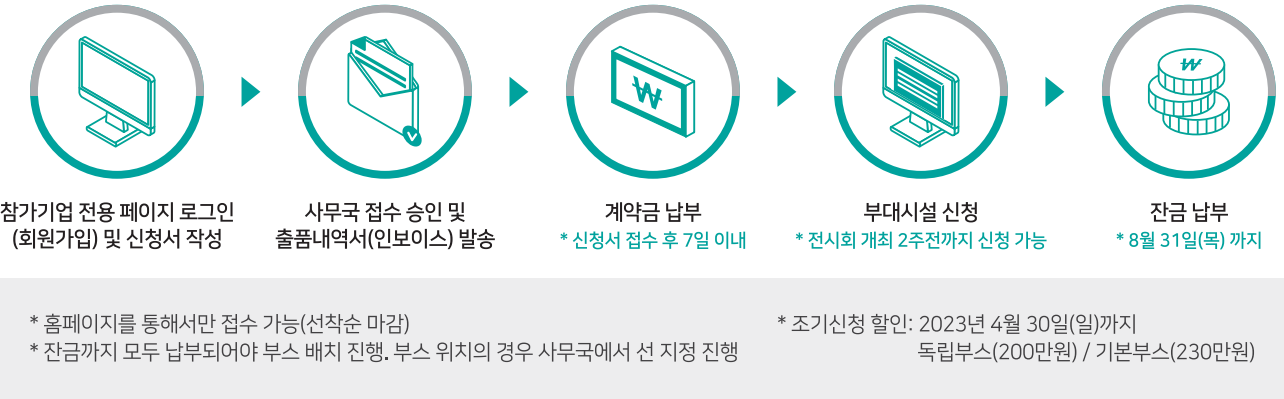 참가기업 전용 페이지 로그인
(회원가입) 및 신청서 작성
사무국 접수 승인 및
출품내역서(인보이스) 발송
₩
계약금 납부
* 신청서 접수 후 7일 이내
부대시설 신청
* 전시회 개최 2주전까지 신청 가능
₩
잔금 납부
* 8월 31일(목) 까지
* 홈페이지를 통해서만 접수 가능(선착순 마감)
* 잔금까지 모두 납부되어야 부스 배치 진행. 부스 위치의 경우 사무국에서 선 지정 진행
* 조기신청 할인: 2023년 4월 30일(일)까지
독립부스(200만원) / 기본부스(230만원)